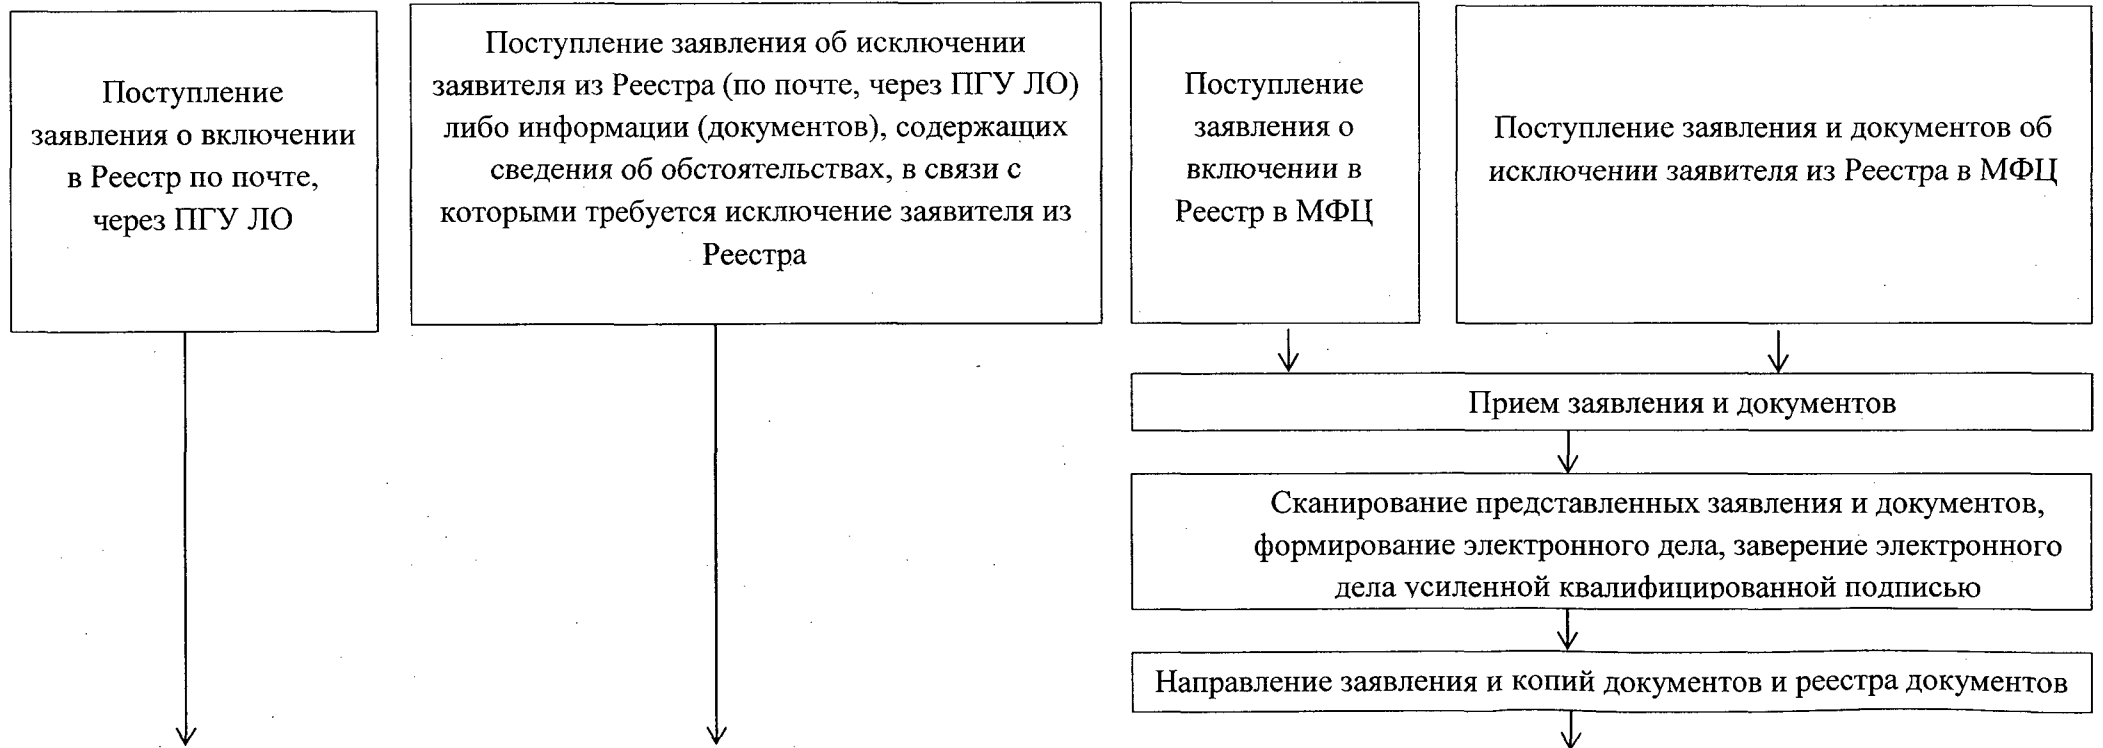 Поступление
заявления о включении
в Реестр по почте,
через ПГУ ЛО
Поступление заявления об исключении
заявителя из Реестра (по почте, через ПГУ ЛО)
либо информации (документов), содержащих
сведения об обстоятельствах, в связи с
которыми требуется исключение заявителя из
Реестра
Поступление
заявления о
включении в
Реестр в МФЦ
Поступление заявления и документов об
исключении заявителя из Реестра в МФЦ
Прием заявления и документов
Сканирование представленных заявления и документов,
формирование электронного дела, заверение электронного
дела усиленной квалифицированной подписью
Направление заявления и копий документов и реестра документов